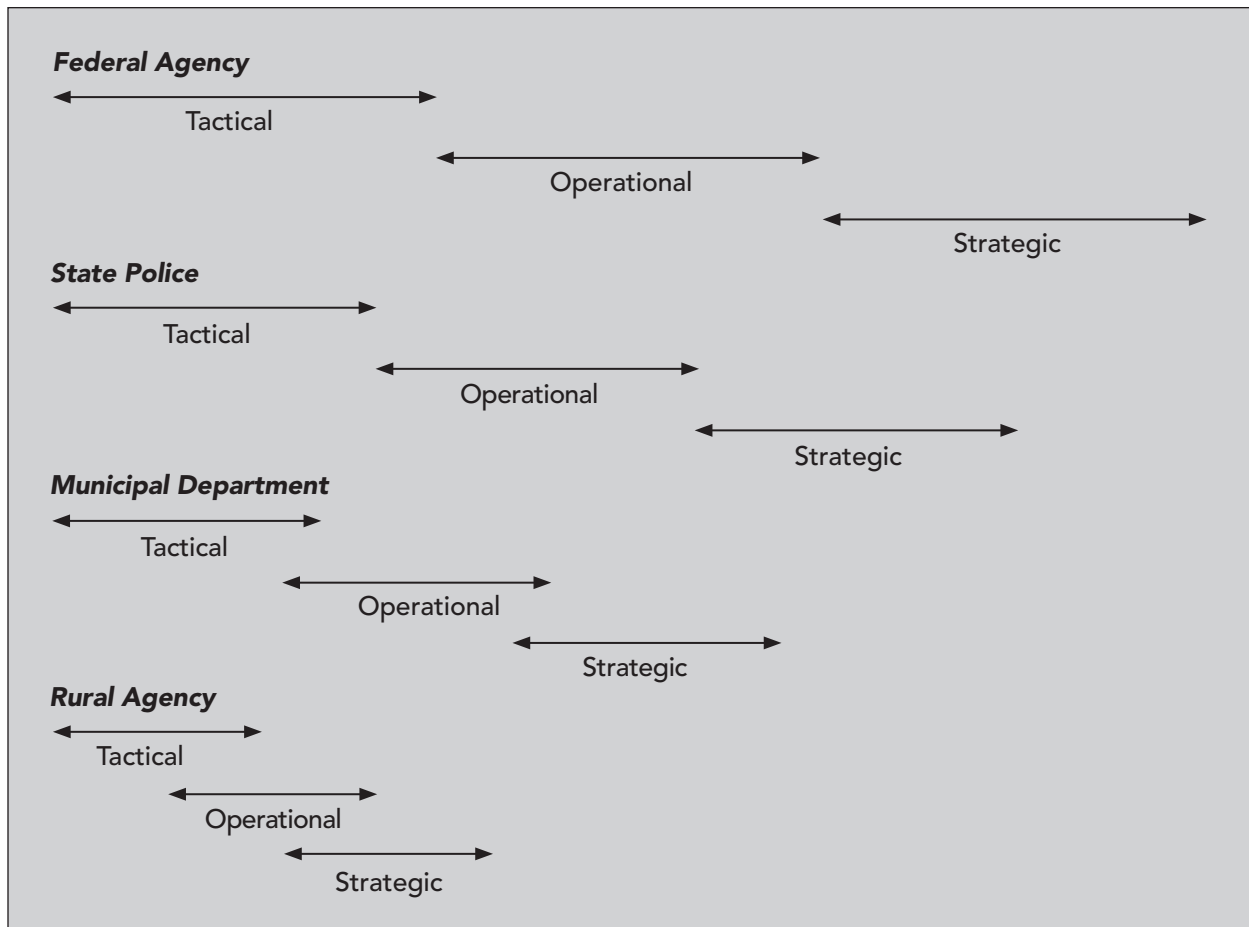 Federal Agency
Tactical
Operational
Strategic
State Police
Tactical
Operational
Strategic
Municipal Department
Tactical
Operational
Strategic
Rural Agency
Tactical
Operational
Strategic